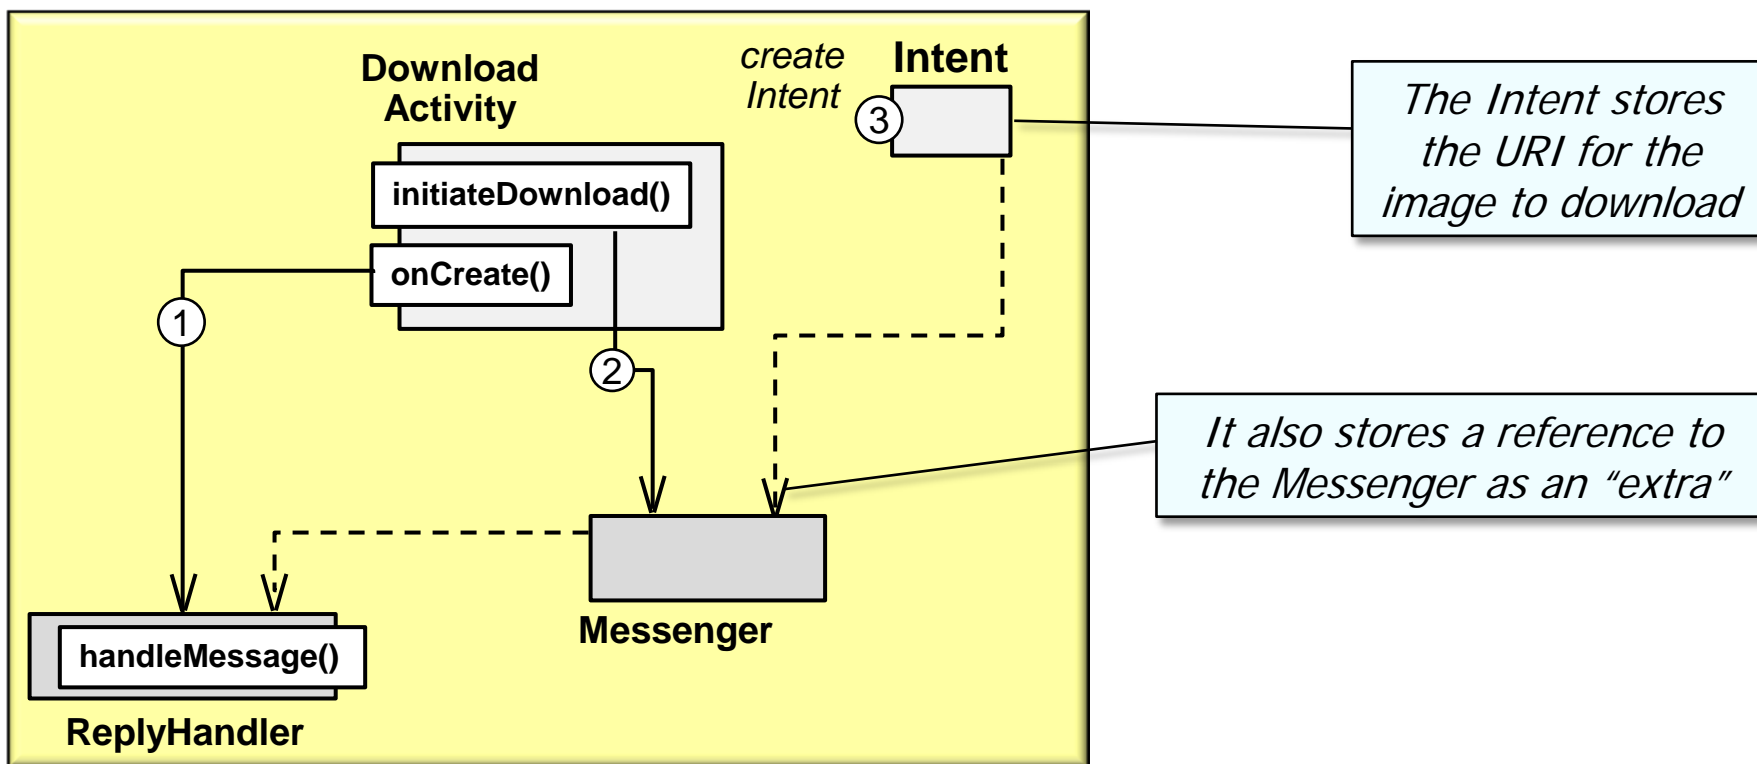 Download
Activity
create
Intent
Intent
3
The Intent stores
the URI for the
image to download
initiateDownload()
onCreate()
1
2
It also stores a reference to
the Messenger as an “extra”
Messenger
handleMessage()
ReplyHandler